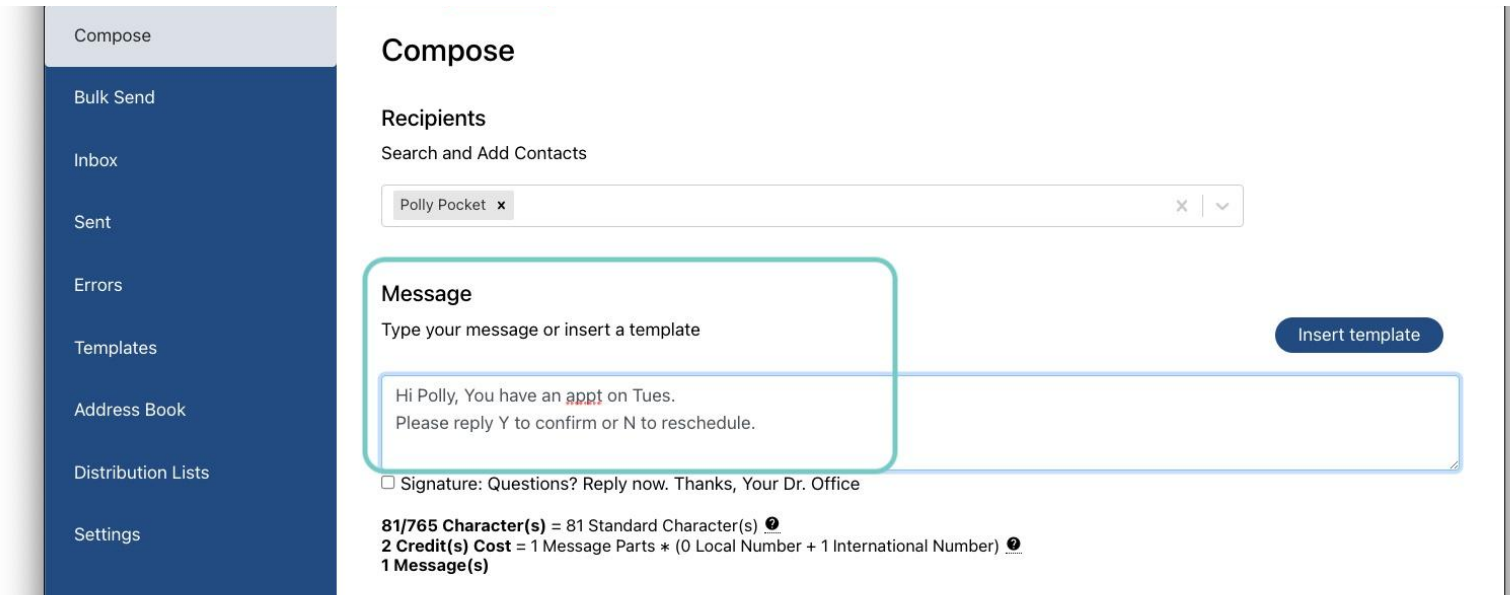 Compose
Bulk Send
Inbox
Sent
Errors
Templates
Address Book
Distribution Lists
Settings
Compose
Recipients
Search and Add Contacts
Polly Pocket x
Message
Type your message or insert a template
Insert template
Hi Polly, You have an appt on Tues.
Please reply Y to confirm or N to reschedule.
Signature: Questions? Reply now. Thanks, Your Dr. Office
81/765 Character(s) = 81 Standard Character(s) ?
2 Credit(s) Cost = 1 Message Parts * (0 Local Number + 1 International Number) ?
1 Message(s)